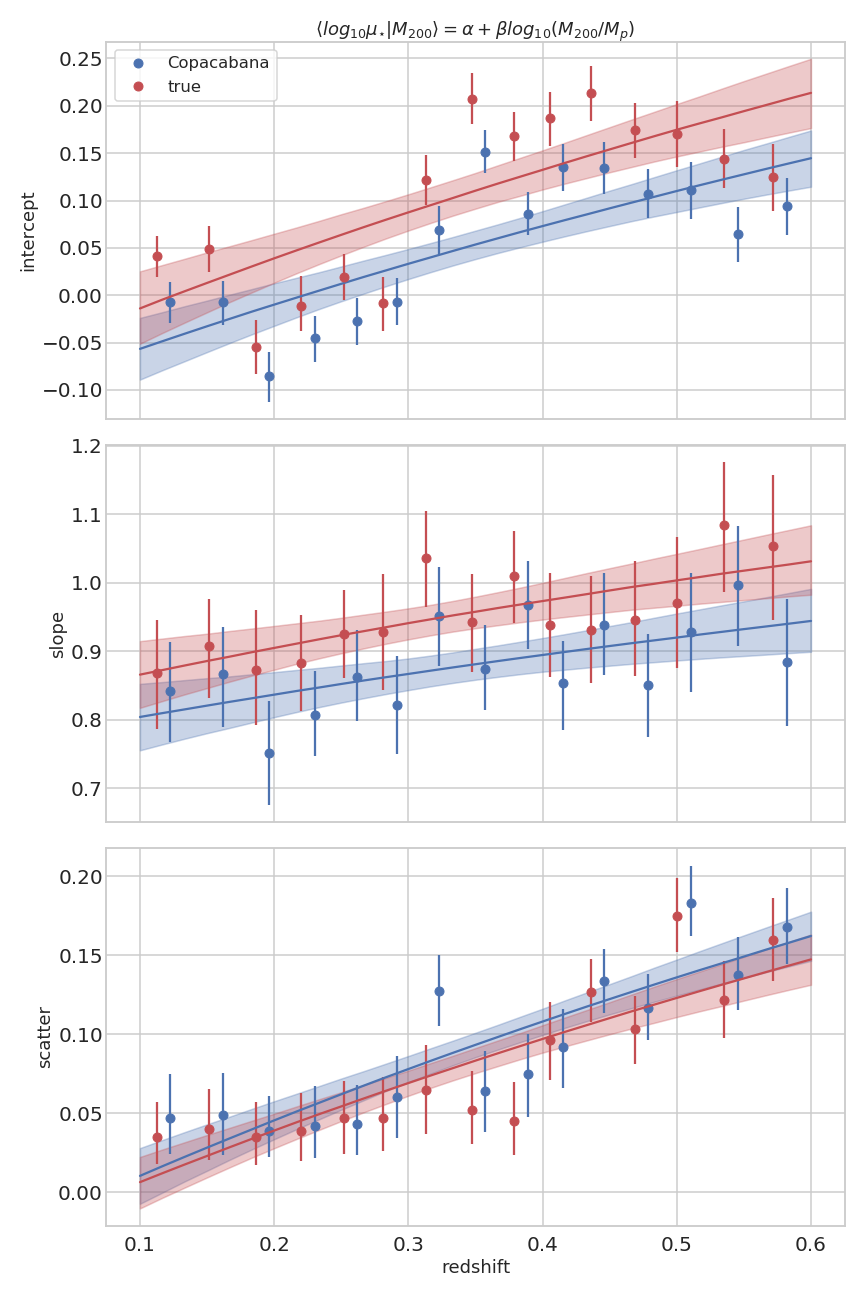 ⟨log₁₀μ⋆|M₂₀₀⟩ = α + βlog₁₀(M₂₀₀/Mₚ)
Copacabana
true
0.25
0.20
0.15
0.10
0.05
0.00
−0.05
−0.10
intercept
1.2
1.1
1.0
0.9
0.8
0.7
slope
0.20
0.15
0.10
0.05
0.00
scatter
0.1 0.2 0.3 0.4 0.5 0.6
redshift